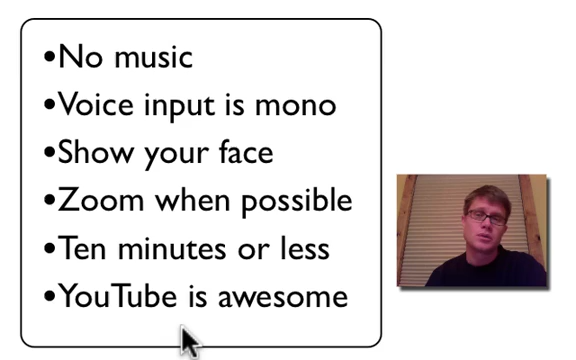 •No music
•Voice input is mono
•Show your face
•Zoom when possible
•Ten minutes or less
•YouTube is awesome